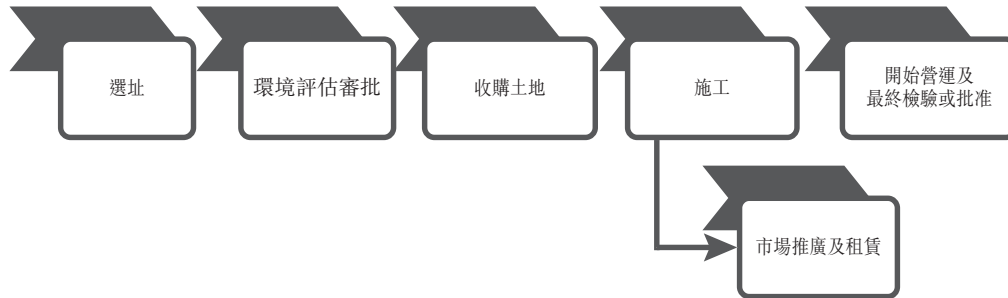 選址
環境評估審批
收購土地
施工
開始營運及
最終檢驗或批准
市場推廣及租賃